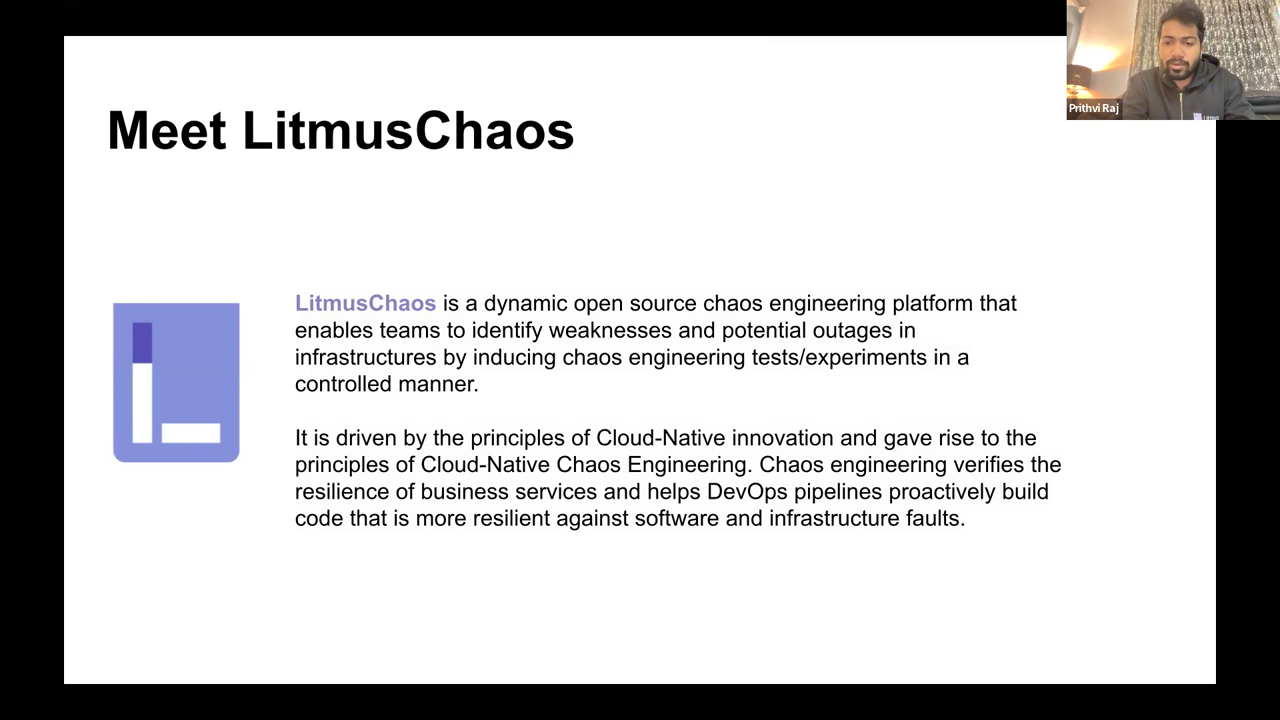 Meet LitmusChaos
Prithvi Raj
LitmusChaos is a dynamic open source chaos engineering platform that
enables teams to identify weaknesses and potential outages in
infrastructures by inducing chaos engineering tests/experiments in a
controlled manner.
It is driven by the principles of Cloud-Native innovation and gave rise to the
principles of Cloud-Native Chaos Engineering. Chaos engineering verifies the
resilience of business services and helps DevOps pipelines proactively build
code that is more resilient against software and infrastructure faults.